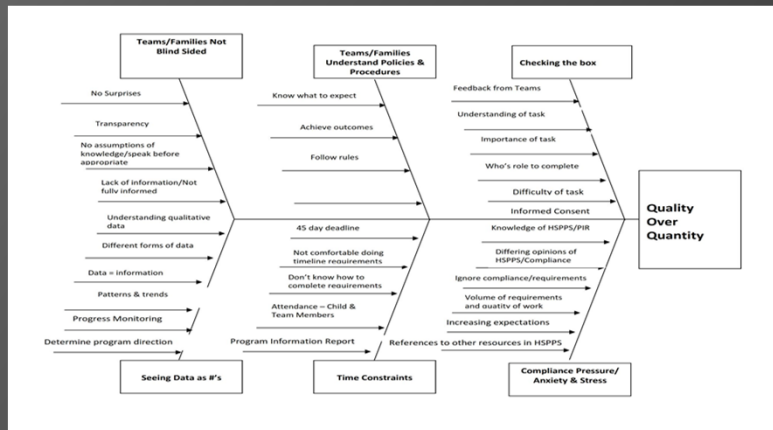 Teams/Families Not
Blind Sided
Teams/Families
Understand Policies &
Procedures
Checking the box
No Surprises
Transparency
No assumptions of
knowledge/speak before
appropriate
Lack of information/Not
fully informed
Know what to expect
Achieve outcomes
Follow rules
Feedback from Teams
Understanding of task
Importance of task
Who's role to complete
Difficulty of task
Informed Consent
Quality
Over
Quantity
Understanding qualitative
data
Different forms of data
Data = information
Patterns & trends
Progress Monitoring
Determine program direction
45 day deadline
Not comfortable doing
timeline requirements
Don't know how to
complete requirements
Attendance – Child &
Team Members
Program Information Report
Knowledge of HSPPS/PIR
Differing opinions of
HSPPS/Compliance
Ignore compliance/requirements
Volume of requirements
and quatity of work
Increasing expectations
References to other resources in HSPPS
Seeing Data as #'s
Time Constraints
Compliance Pressure/
Anxiety & Stress